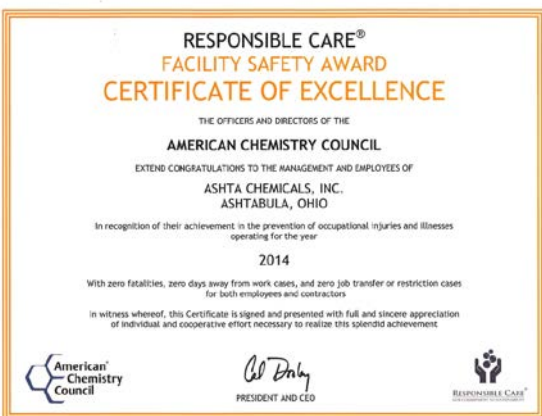 RESPONSIBLE CARE®
FACILITY SAFETY AWARD
CERTIFICATE OF EXCELLENCE
THE OFFICERS AND DIRECTORS OF THE
AMERICAN CHEMISTRY COUNCIL
EXTEND CONGRATULATIONS TO THE MANAGEMENT AND EMPLOYEES OF
ASHTA CHEMICALS, INC.
ASHTABULA, OHIO
In recognition of their achievement in the prevention of occupational injuries and illnesses
operating for the year
2014
With zero fatalities, zero days away from work cases, and zero job transfer or restriction cases
for both employees and contractors
In witness whereof, this Certificate is signed and presented with full and sincere appreciation
of individual and cooperative effort necessary to realize this splendid achievement
American
Chemistry
Council
Cal Dooley
PRESIDENT AND CEO
RESPONSIBLE CARE®